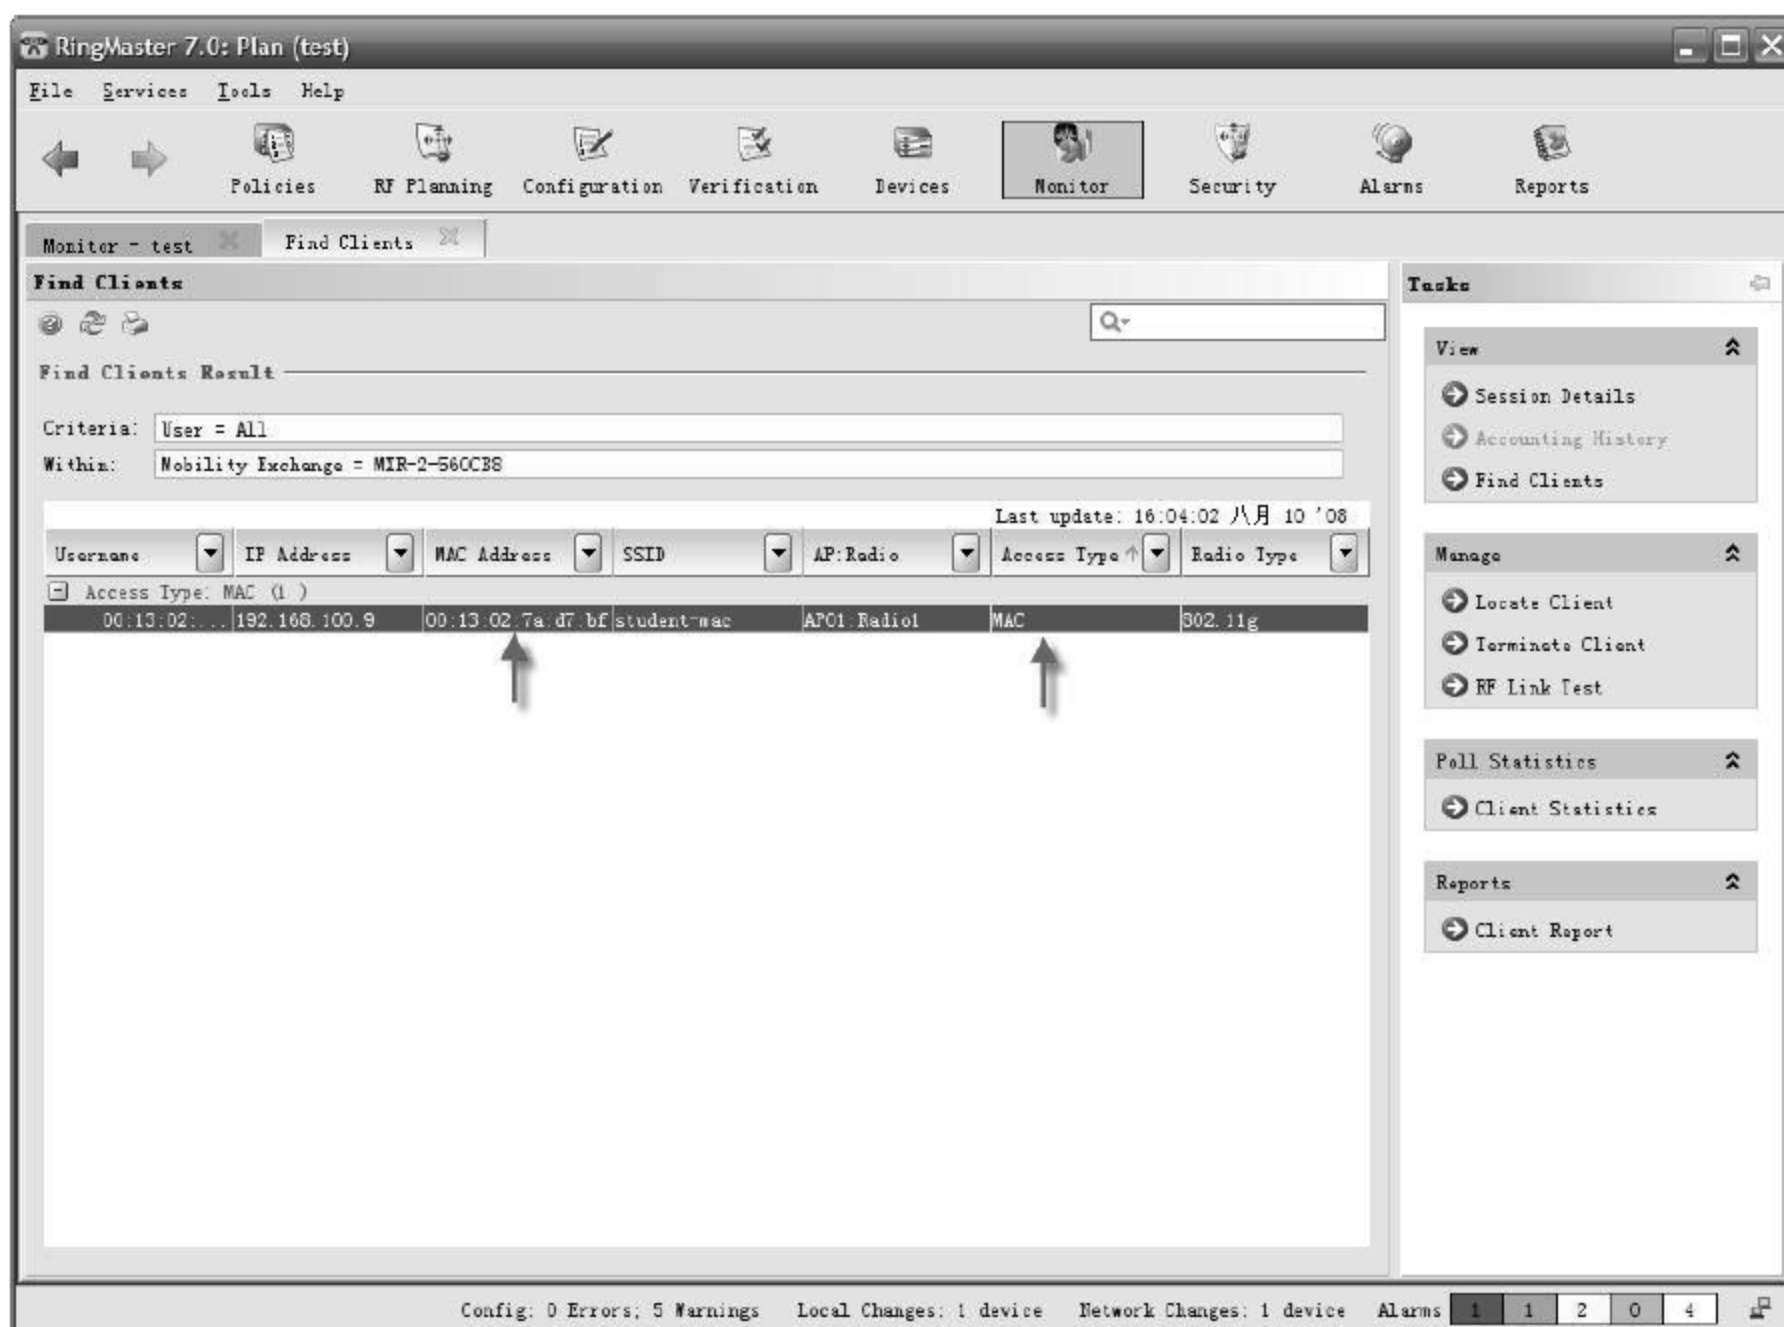 RingMaster 7.0: Plan (test)
File Services Tools Help
Policies RF Planning Configuration Verification Devices Monitor Security Alarms Reports
Monitor - test Find Clients
Find Clients
Find Clients Result
Criteria: User = All
Within: Mobility Exchange = MXR-2-560CB8
Last update: 16:04:02 八月 10 '08
Username IP Address MAC Address SSID AP:Radio Access Type Radio Type
Access Type: MAC (1 )
00:13:02:... 192.168.100.9 00:13:02:7a:d7:bf student-mac AP01:Radio1 MAC 802.11g
Tasks
View
Session Details
Accounting History
Find Clients
Manage
Locate Client
Terminate Client
RF Link Test
Poll Statistics
Client Statistics
Reports
Client Report
Config: 0 Errors; 5 Warnings Local Changes: 1 device Network Changes: 1 device Alarms 1 1 2 0 4